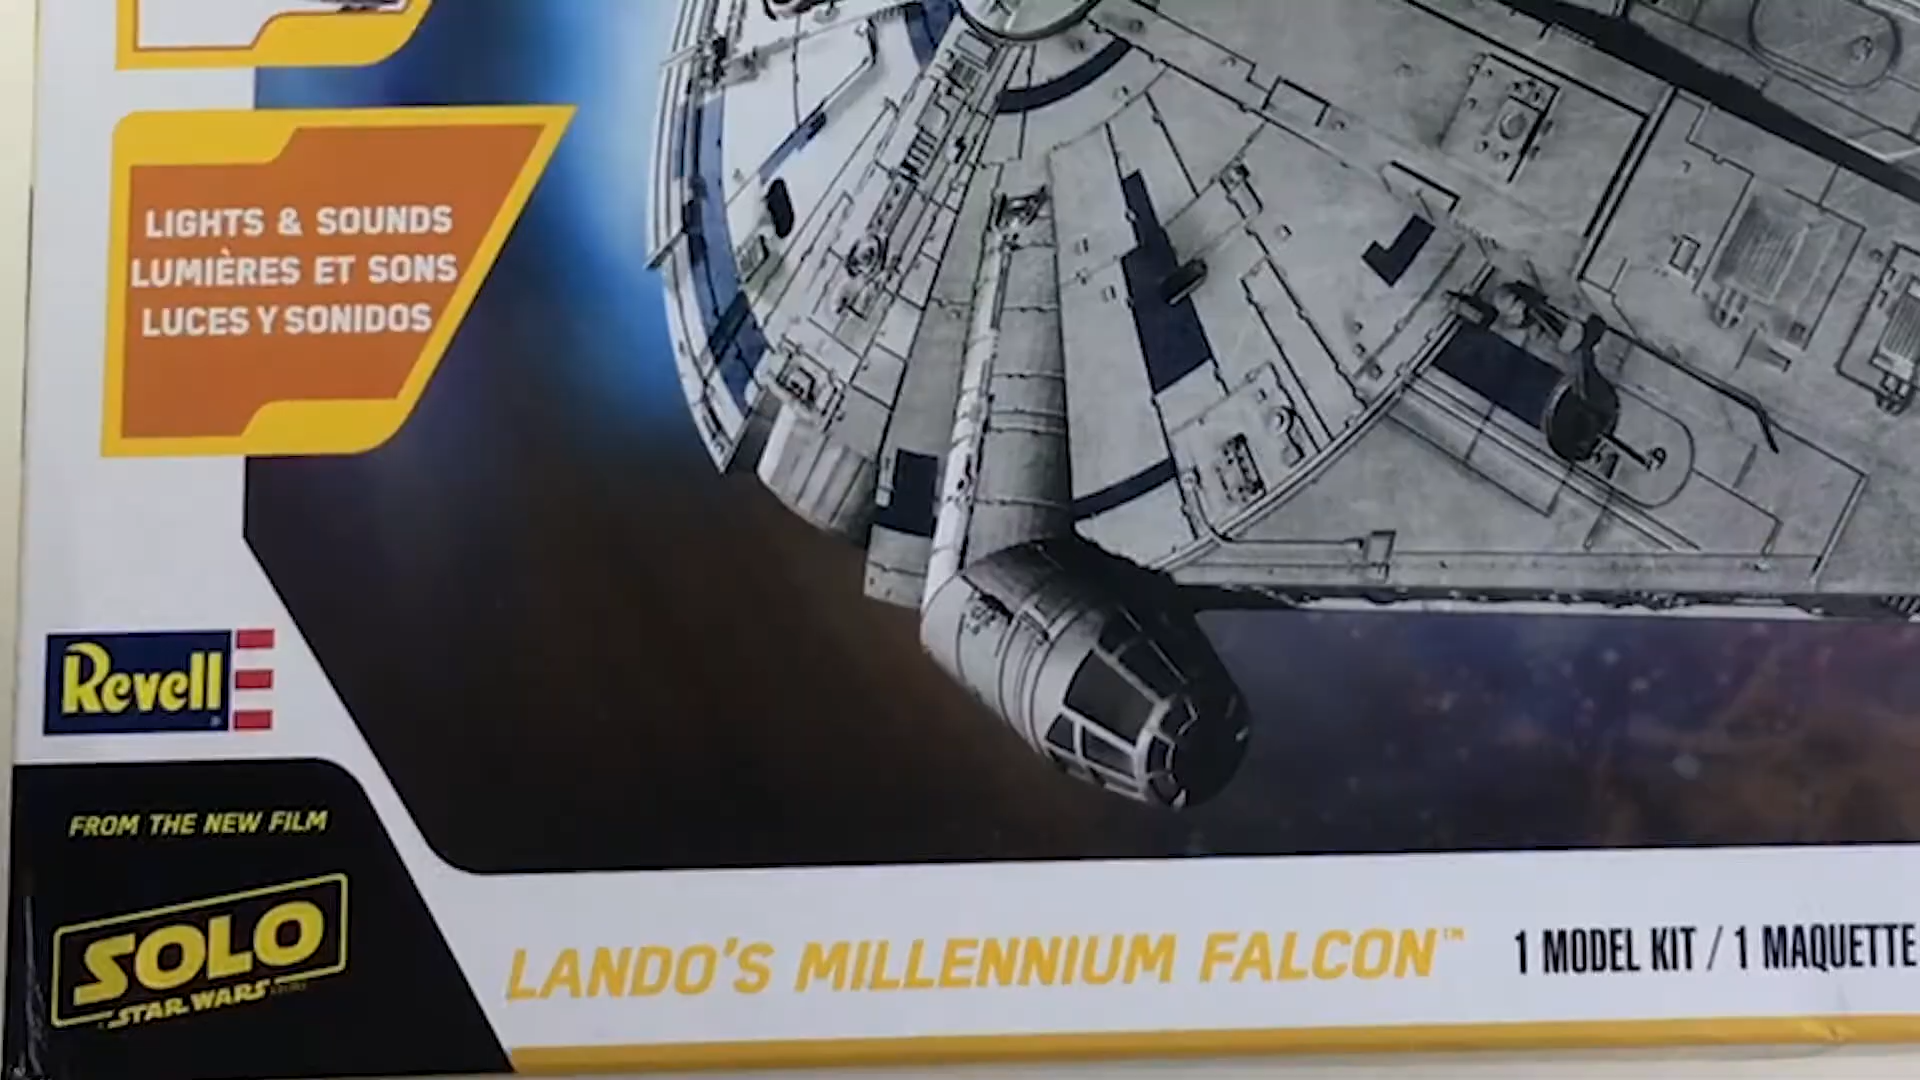 LIGHTS & SOUNDS
LUMIÈRES ET SONS
LUCES Y SONIDOS
Revell
FROM THE NEW FILM
SOLO
STAR WARS
LANDO'S MILLENNIUM FALCON™ 1 MODEL KIT / 1 MAQUETTE